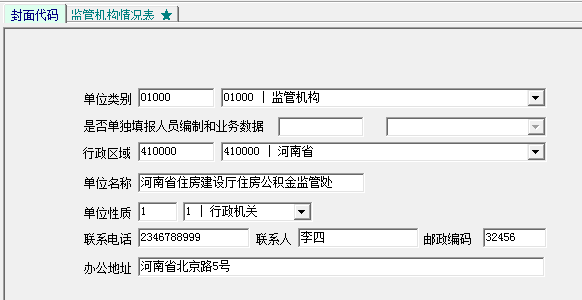 封面代码 监管机构情况表 ★
单位类别 01000 01000 | 监管机构
是否单独填报人员编制和业务数据
行政区域 410000 410000 | 河南省
单位名称 河南省住房建设厅住房公积金监管处
单位性质 1 1 | 行政机关
联系电话 2346788999 联系人 李四 邮政编码 32456
办公地址 河南省北京路5号